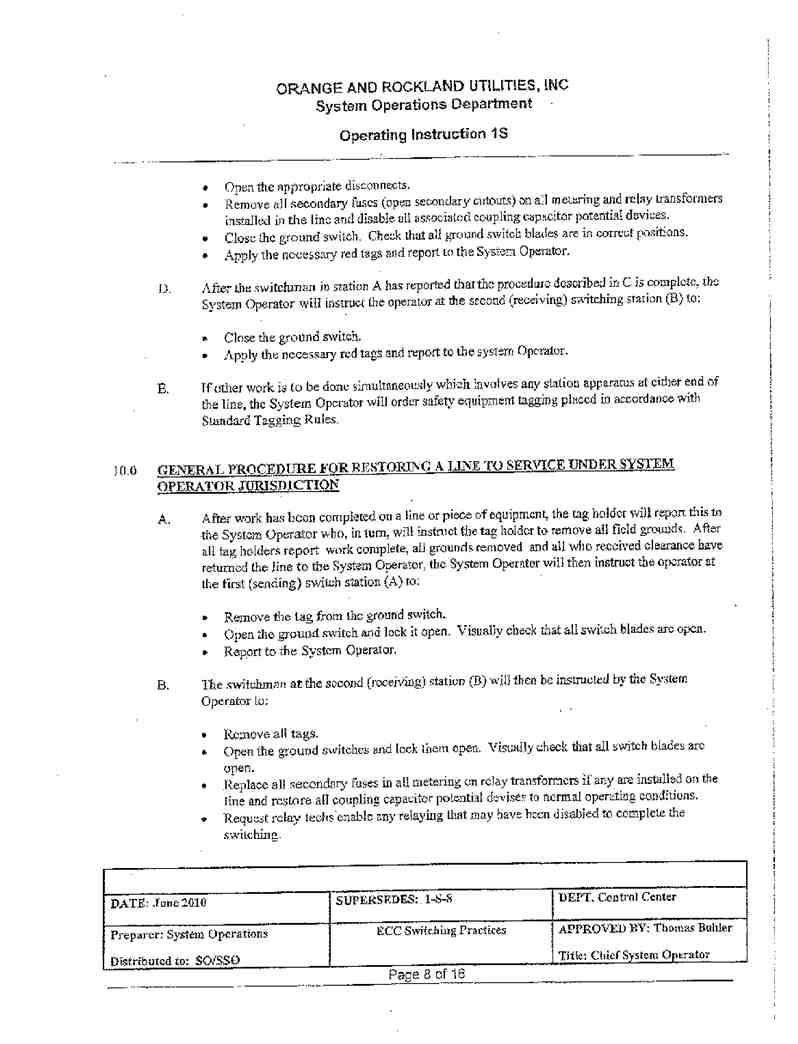 ORANGE AND ROCKLAND UTILITIES, INC
System Operations Department
Operating Instruction 1S
• Open the appropriate disconnects.
• Remove all secondary fuses (open secondary cutouts) on all metering and relay transformers
installed in the line and disable all associated coupling capacitor potential devices.
• Close the ground switch. Check that all ground switch blades are in correct positions.
• Apply the necessary red tags and report to the System Operator.
D. After the switchman in station A has reported that the procedure described in C is complete, the
System Operator will instruct the operator at the second (receiving) switching station (B) to:
• Close the ground switch.
• Apply the necessary red tags and report to the system Operator.
E. If other work is to be done simultaneously which involves any station apparatus at either end of
the line, the System Operator will order safety equipment tagging placed in accordance with
Standard Tagging Rules.
10.0 GENERAL PROCEDURE FOR RESTORING A LINE TO SERVICE UNDER SYSTEM
OPERATOR JURISDICTION
A. After work has been completed on a line or piece of equipment, the tag holder will report this to
the System Operator who, in turn, will instruct the tag holder to remove all field grounds. After
all tag holders report work complete, all grounds removed and all who received clearance have
returned the line to the System Operator, the System Operator will then instruct the operator at
the first (sending) switch station (A) to:
• Remove the tag from the ground switch.
• Open the ground switch and lock it open. Visually check that all switch blades are open.
• Report to the System Operator.
B. The switchman at the second (receiving) station (B) will then be instructed by the System
Operator to:
• Remove all tags.
• Open the ground switches and lock them open. Visually check that all switch blades are
open.
• Replace all secondary fuses in all metering on relay transformers if any are installed on the
line and restore all coupling capacitor potential devises to normal operating conditions.
• Request relay techs enable any relaying that may have been disabled to complete the
switching.
DATE: June 2010 SUPERSEDES: 1-S-8 DEPT. Control Center
Preparer: System Operations ECC Switching Practices APPROVED BY: Thomas Buhler
Distributed to: SO/SSO Title: Chief System Operator
Page 8 of 16